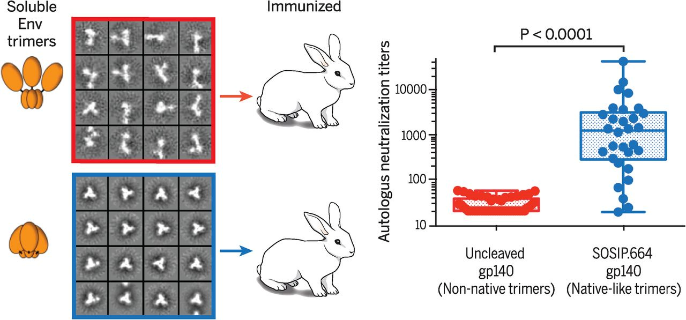 Soluble
Env
trimers
Immunized
P < 0.0001
Autologus neutralization titers
10000
1000
100
10
Uncleaved
gp140
(Non-native trimers)
SOSIP.664
gp140
(Native-like trimers)